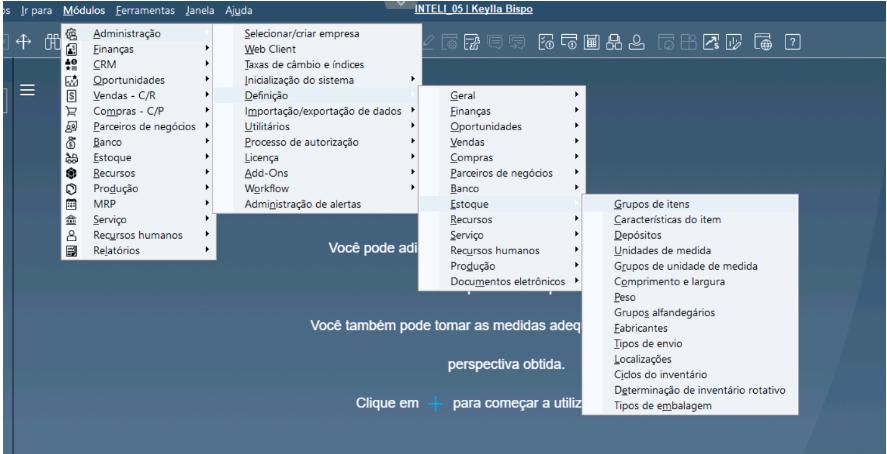 os Ir para Módulos Ferramentas Janela Ajuda
INTELI_05 | Keylla Bispo
Administração
Finanças
CRM
Oportunidades
Vendas - C/R
Compras - C/P
Parceiros de negócios
Banco
Estoque
Recursos
Produção
MRP
Serviço
Recursos humanos
Relatórios
Selecionar/criar empresa
Web Client
Taxas de câmbio e índices
Inicialização do sistema
Definição
Importação/exportação de dados
Utilitários
Processo de autorização
Licença
Add-Ons
Workflow
Administração de alertas
Geral
Finanças
Oportunidades
Vendas
Compras
Parceiros de negócios
Banco
Estoque
Recursos
Serviço
Recursos humanos
Produção
Documentos eletrônicos
Grupos de itens
Características do item
Depósitos
Unidades de medida
Grupos de unidade de medida
Comprimento e largura
Peso
Grupos alfandegários
Fabricantes
Tipos de envio
Localizações
Ciclos do inventário
Determinação de inventário rotativo
Tipos de embalagem
Você pode adi
Você também pode tomar as medidas adeq
perspectiva obtida.
Clique em + para começar a utiliz